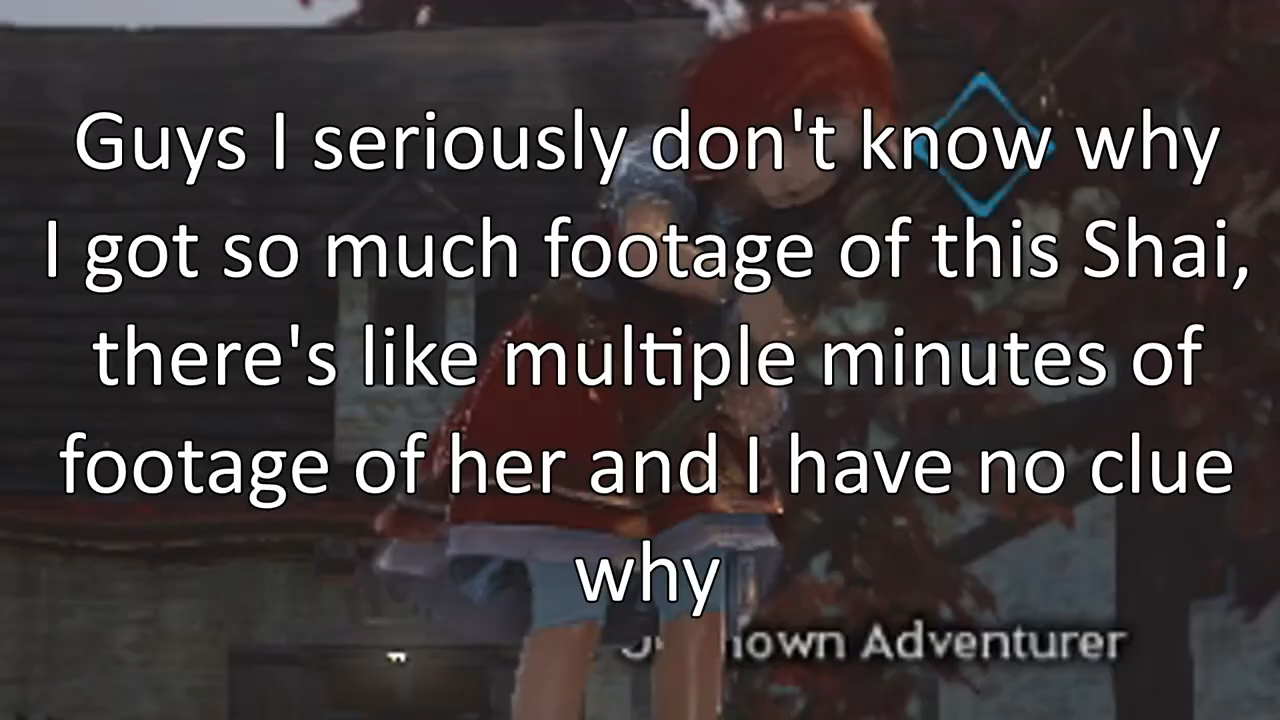 Guys I seriously don't know why
I got so much footage of this Shai,
there's like multiple minutes of
footage of her and I have no clue
why
Adventurer